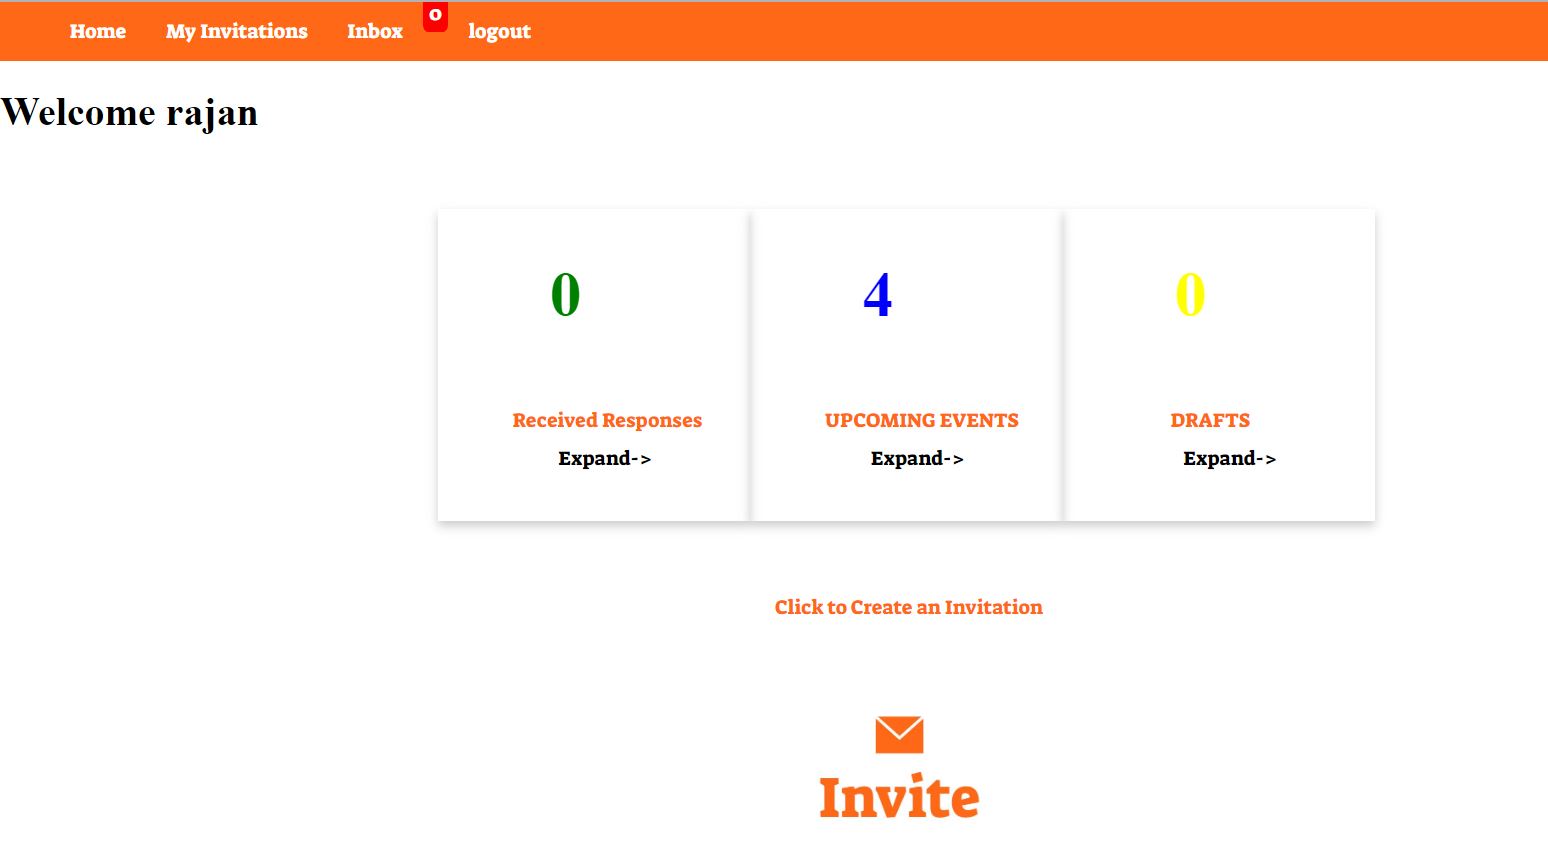 Home My Invitations Inbox 0 logout
Welcome rajan
0 4 0
Received Responses UPCOMING EVENTS DRAFTS
Expand-> Expand-> Expand->
Click to Create an Invitation
Invite